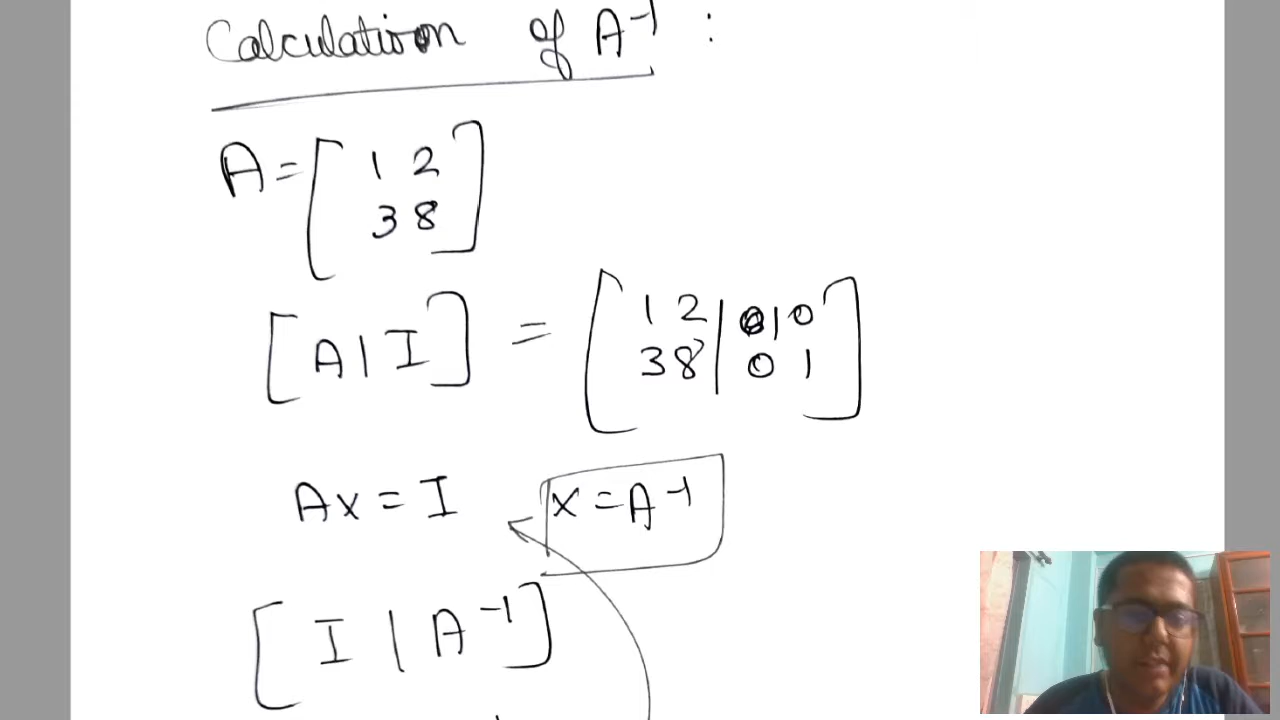 Calculation of A⁻¹ :
A = [ 1 2
3 8 ]
[ A | I ] = [ 1 2 | 1 0
3 8 | 0 1 ]
AX = I X = A⁻¹
[ I | A⁻¹ ]